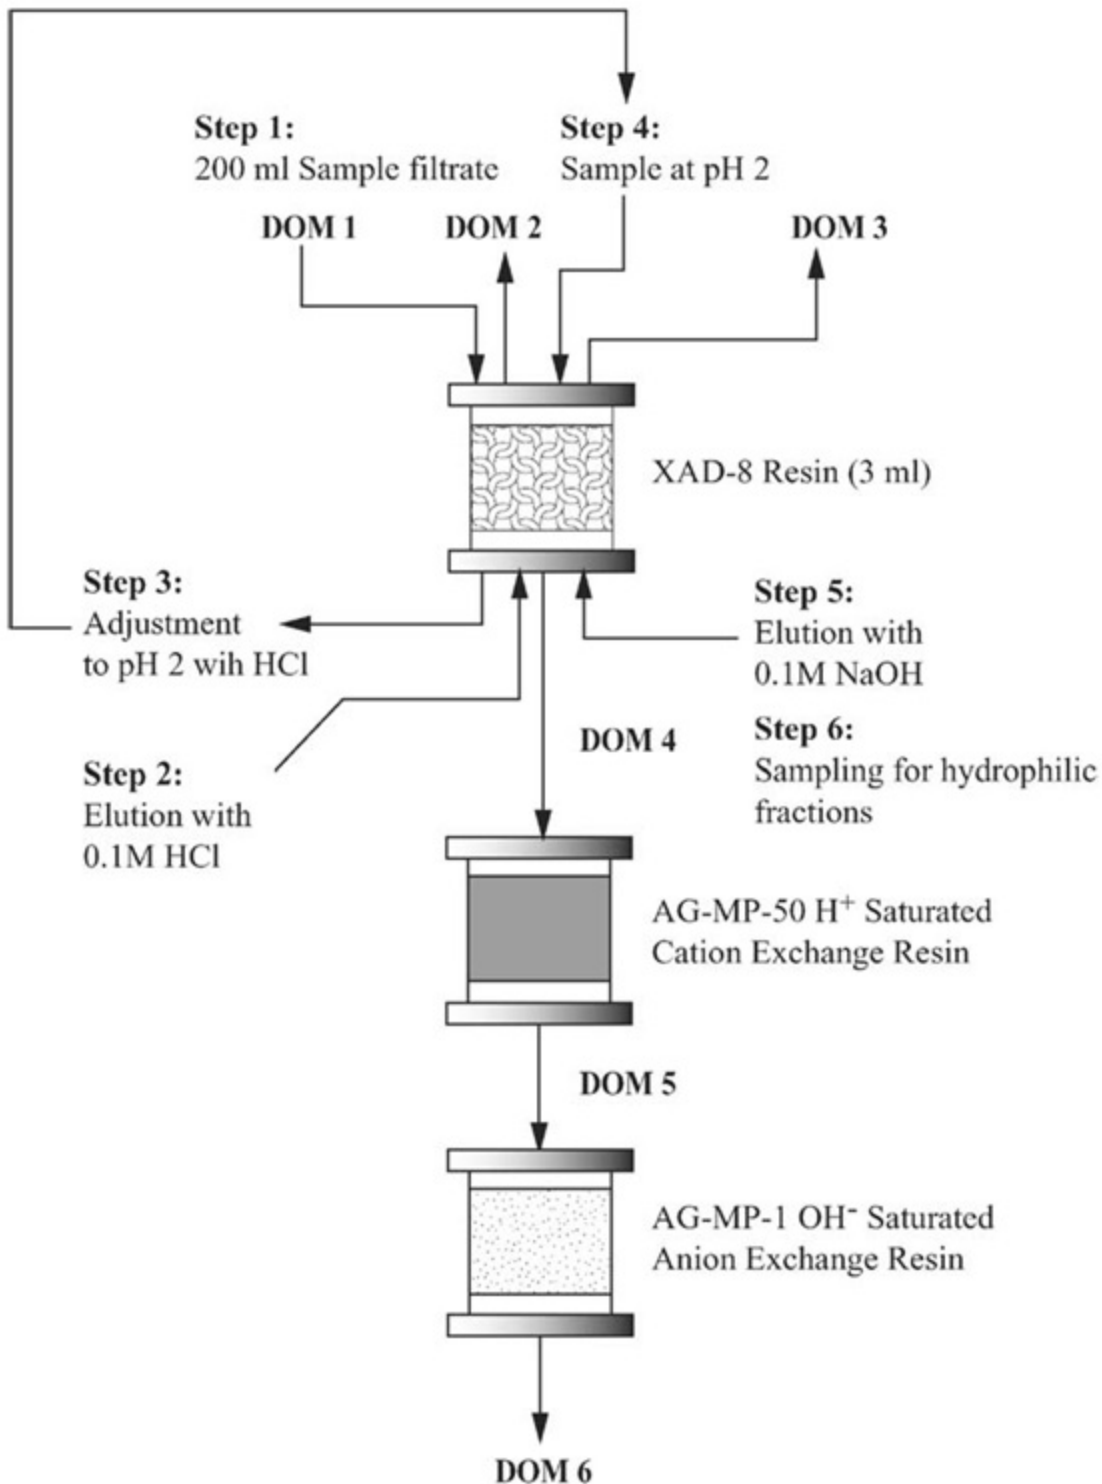 Step 1:
200 ml Sample filtrate
Step 4:
Sample at pH 2
DOM 1
DOM 2
DOM 3
XAD-8 Resin (3 ml)
Step 3:
Adjustment
to pH 2 wih HCl
Step 5:
Elution with
0.1M NaOH
Step 2:
Elution with
0.1M HCl
DOM 4
Step 6:
Sampling for hydrophilic
fractions
AG-MP-50 H⁺ Saturated
Cation Exchange Resin
DOM 5
AG-MP-1 OH⁻ Saturated
Anion Exchange Resin
DOM 6